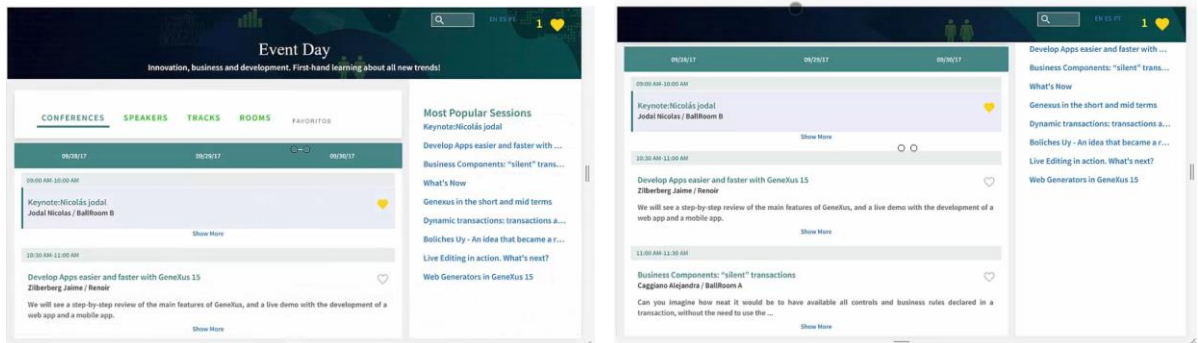 EN ES PT
1
Event Day
Innovation, business and development. First-hand learning about all new trends!
CONFERENCES SPEAKERS TRACKS ROOMS FAVORITOS
09/28/17 09/29/17 09/30/17
09:00 AM-10:00 AM
Keynote:Nicolás jodal
Jodal Nicolas / BallRoom B
Show More
10:30 AM-11:00 AM
Develop Apps easier and faster with GeneXus 15
Zilberberg Jaime / Renoir
We will see a step-by-step review of the main features of GeneXus, and a live demo with the development of a
web app and a mobile app.
Show More
Most Popular Sessions
Keynote:Nicolás jodal
Develop Apps easier and faster with ...
Business Components: "silent" trans...
What's Now
Genexus in the short and mid terms
Dynamic transactions: transactions a...
Boliches Uy - An idea that became a r...
Live Editing in action. What's next?
Web Generators in GeneXus 15
EN ES PT
1
09/28/17 09/29/17 09/30/17
09:00 AM-10:00 AM
Keynote:Nicolás jodal
Jodal Nicolas / BallRoom B
Show More
10:30 AM-11:00 AM
Develop Apps easier and faster with GeneXus 15
Zilberberg Jaime / Renoir
We will see a step-by-step review of the main features of GeneXus, and a live demo with the development of a
web app and a mobile app.
Show More
11:00 AM-11:30 AM
Business Components: "silent" transactions
Caggiano Alejandra / BallRoom A
Can you imagine how neat it would be to have available all controls and business rules declared in a
transaction, without the need to use the ...
Show More
Develop Apps easier and faster with ...
Business Components: "silent" trans...
What's Now
Genexus in the short and mid terms
Dynamic transactions: transactions a...
Boliches Uy - An idea that became a r...
Live Editing in action. What's next?
Web Generators in GeneXus 15